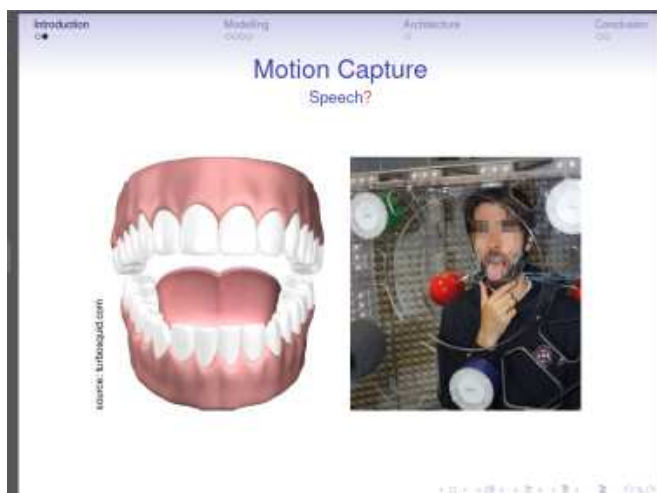 Introduction Modelling Architecture Conclusion
Motion Capture
Speech?
source: turbosquid.com